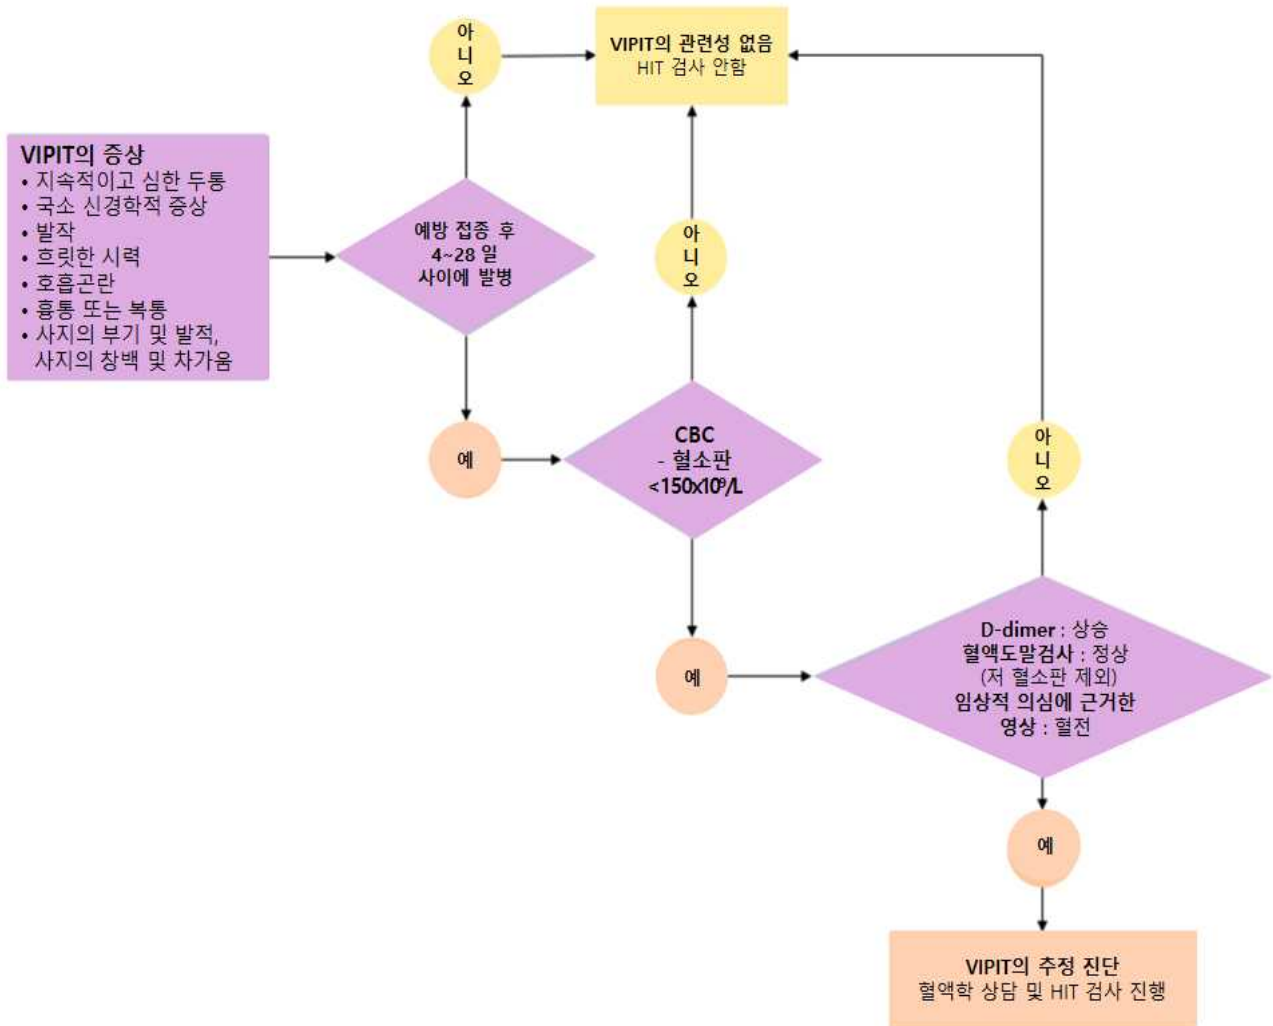 아
니
오
VIPIT의 관련성 없음
HIT 검사 안함
VIPIT의 증상
• 지속적이고 심한 두통
• 국소 신경학적 증상
• 발작
• 흐릿한 시력
• 호흡곤란
• 흉통 또는 복통
• 사지의 부기 및 발적,
사지의 창백 및 차가움
예방 접종 후
4~28 일
사이에 발병
아
니
오
예
CBC
- 혈소판
<150x10⁹/L
아
니
오
예
D-dimer : 상승
혈액도말검사 : 정상
(저 혈소판 제외)
임상적 의심에 근거한
영상 : 혈전
예
VIPIT의 추정 진단
혈액학 상담 및 HIT 검사 진행